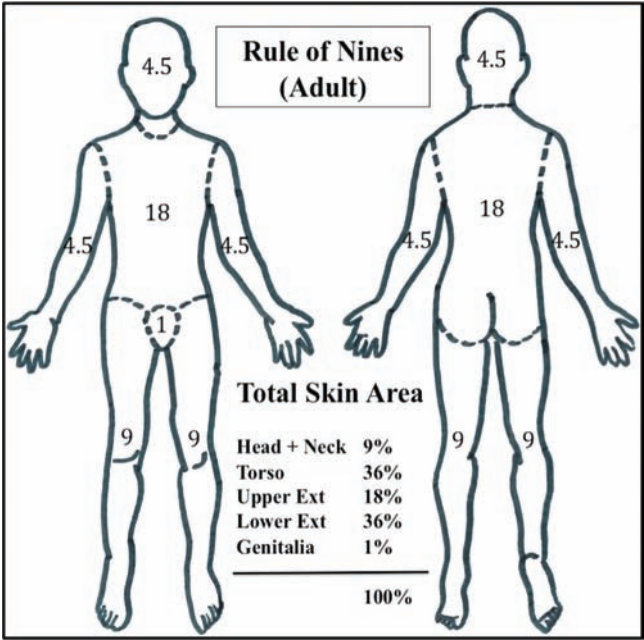 Rule of Nines
(Adult)
4.5
4.5
18
18
4.5
4.5
4.5
4.5
1
Total Skin Area
9
9
9
9
Head + Neck 9%
Torso 36%
Upper Ext 18%
Lower Ext 36%
Genitalia 1%
100%